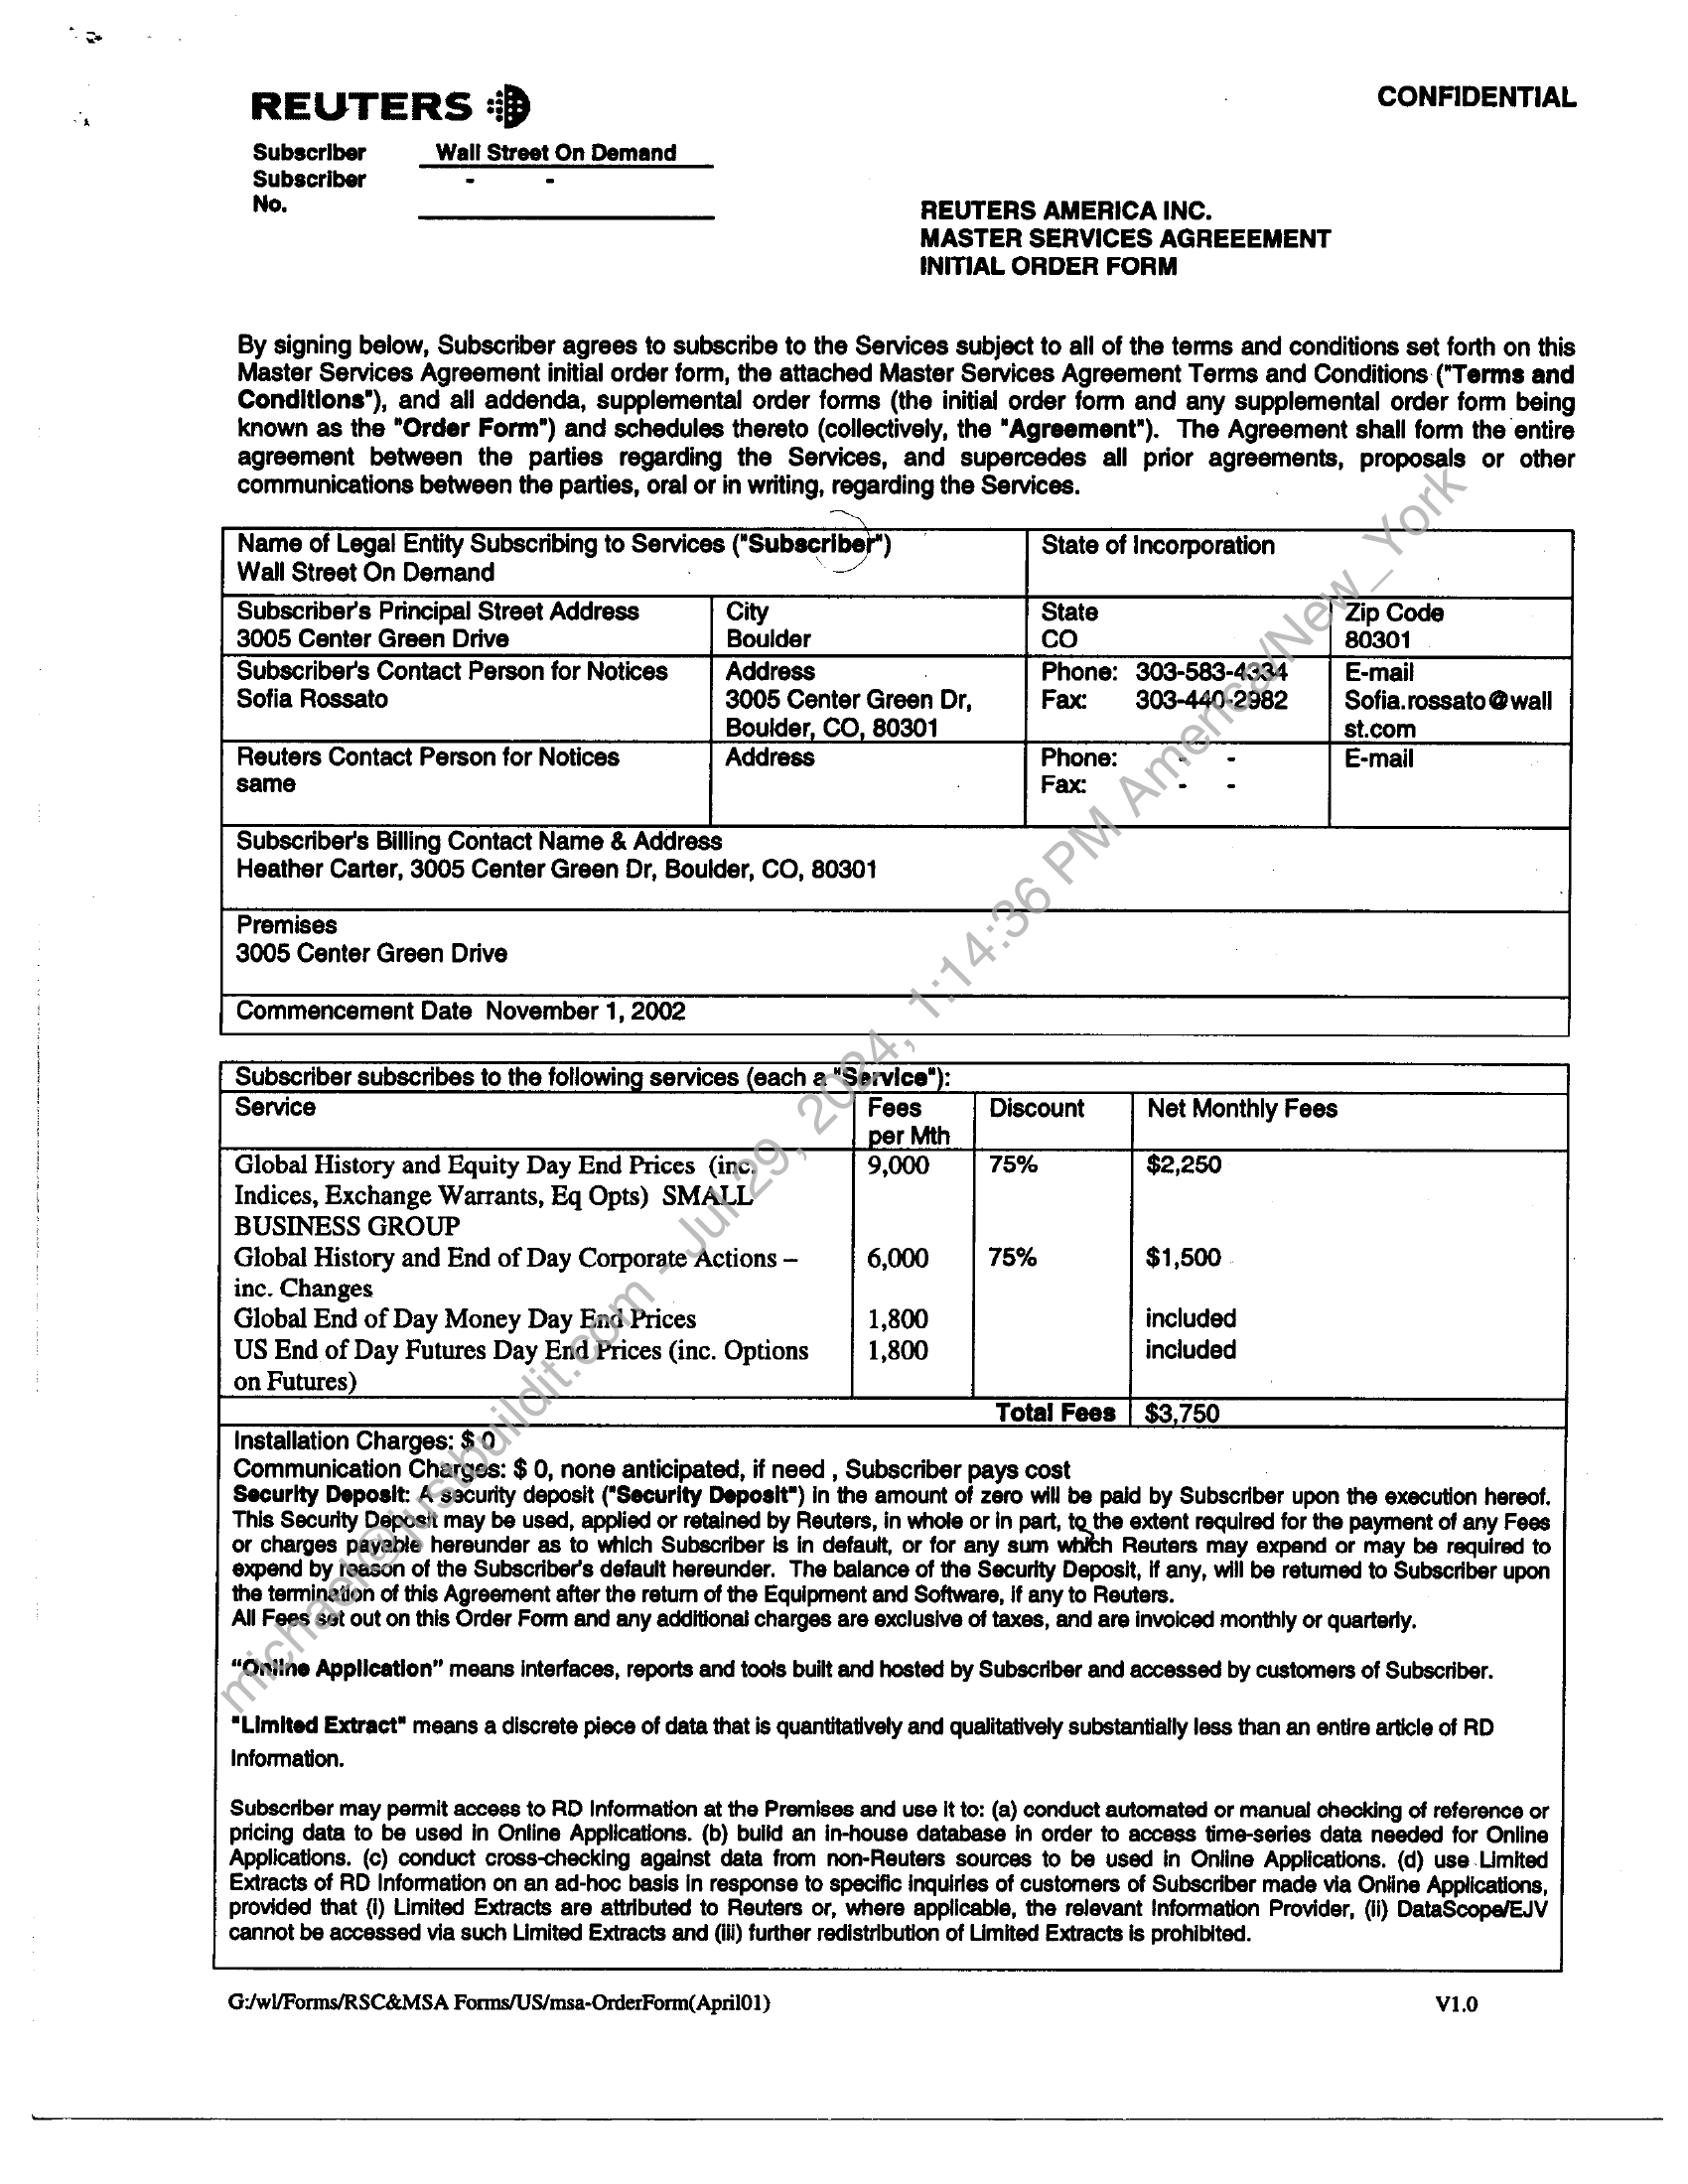 REUTERS
CONFIDENTIAL
Subscriber Wall Street On Demand
Subscriber - -
No.
REUTERS AMERICA INC.
MASTER SERVICES AGREEEMENT
INITIAL ORDER FORM
By signing below, Subscriber agrees to subscribe to the Services subject to all of the terms and conditions set forth on this
Master Services Agreement initial order form, the attached Master Services Agreement Terms and Conditions ("Terms and
Conditions"), and all addenda, supplemental order forms (the initial order form and any supplemental order form being
known as the "Order Form") and schedules thereto (collectively, the "Agreement"). The Agreement shall form the entire
agreement between the parties regarding the Services, and supercedes all prior agreements, proposals or other
communications between the parties, oral or in writing, regarding the Services.
Name of Legal Entity Subscribing to Services ("Subscriber") State of Incorporation
Wall Street On Demand
Subscriber's Principal Street Address City State Zip Code
3005 Center Green Drive Boulder CO 80301
Subscriber's Contact Person for Notices Address Phone: 303-583-4334 E-mail
Sofia Rossato 3005 Center Green Dr, Fax: 303-440-2982 Sofia.rossato@wall
Boulder, CO, 80301 st.com
Reuters Contact Person for Notices Address Phone: - - E-mail
same Fax: - -
Subscriber's Billing Contact Name & Address
Heather Carter, 3005 Center Green Dr, Boulder, CO, 80301
Premises
3005 Center Green Drive
Commencement Date November 1, 2002
Subscriber subscribes to the following services (each a "Service"):
Service Fees Discount Net Monthly Fees
per Mth
Global History and Equity Day End Prices (inc. 9,000 75% $2,250
Indices, Exchange Warrants, Eq Opts) SMALL
BUSINESS GROUP
Global History and End of Day Corporate Actions – 6,000 75% $1,500
inc. Changes
Global End of Day Money Day End Prices 1,800 included
US End of Day Futures Day End Prices (inc. Options 1,800 included
on Futures)
Total Fees $3,750
Installation Charges: $ 0
Communication Charges: $ 0, none anticipated, if need , Subscriber pays cost
Security Deposit: A security deposit ("Security Deposit") in the amount of zero will be paid by Subscriber upon the execution hereof.
This Security Deposit may be used, applied or retained by Reuters, in whole or in part, to the extent required for the payment of any Fees
or charges payable hereunder as to which Subscriber is in default, or for any sum which Reuters may expend or may be required to
expend by reason of the Subscriber's default hereunder. The balance of the Security Deposit, if any, will be returned to Subscriber upon
the termination of this Agreement after the return of the Equipment and Software, if any to Reuters.
All Fees set out on this Order Form and any additional charges are exclusive of taxes, and are invoiced monthly or quarterly.
“Online Application” means interfaces, reports and tools built and hosted by Subscriber and accessed by customers of Subscriber.
"Limited Extract" means a discrete piece of data that is quantitatively and qualitatively substantially less than an entire article of RD
Information.
Subscriber may permit access to RD Information at the Premises and use it to: (a) conduct automated or manual checking of reference or
pricing data to be used in Online Applications. (b) build an in-house database in order to access time-series data needed for Online
Applications. (c) conduct cross-checking against data from non-Reuters sources to be used in Online Applications. (d) use Limited
Extracts of RD Information on an ad-hoc basis in response to specific inquiries of customers of Subscriber made via Online Applications,
provided that (i) Limited Extracts are attributed to Reuters or, where applicable, the relevant Information Provider, (ii) DataScope/EJV
cannot be accessed via such Limited Extracts and (iii) further redistribution of Limited Extracts is prohibited.
G:/wl/Forms/RSC&MSA Forms/US/msa-OrderForm(April01) V1.0
michael@justbuildit.com - Jul 29, 2024, 1:14:36 PM America/New_York